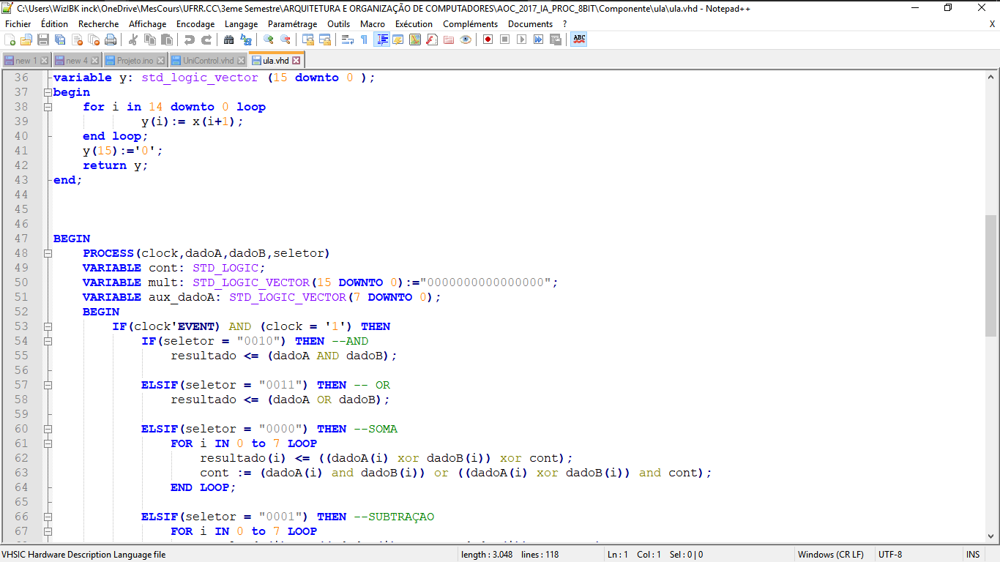 C:\Users\WizIBK inck\OneDrive\MesCours\UFRR.CC\3eme Semestre\ARQUITETURA E ORGANIZAÇÃO DE COMPUTADORES\AOC_2017_IA_PROC_8BIT\Componente\ula\ula.vhd - Notepad++
Fichier Édition Recherche Affichage Encodage Langage Paramétrage Outils Macro Exécution Compléments Documents ? X
ABC
new 1 new 4 Projeto.ino UniControl.vhd ula.vhd
36 variable y: std_logic_vector (15 downto 0 );
37 begin
38 for i in 14 downto 0 loop
39 y(i):= x(i+1);
40 end loop;
41 y(15):='0';
42 return y;
43 end;
44
45
46
47 BEGIN
48 PROCESS(clock,dadoA,dadoB,seletor)
49 VARIABLE cont: STD_LOGIC;
50 VARIABLE mult: STD_LOGIC_VECTOR(15 DOWNTO 0):="0000000000000000";
51 VARIABLE aux_dadoA: STD_LOGIC_VECTOR(7 DOWNTO 0);
52 BEGIN
53 IF(clock'EVENT) AND (clock = '1') THEN
54 IF(seletor = "0010") THEN --AND
55 resultado <= (dadoA AND dadoB);
56
57 ELSIF(seletor = "0011") THEN -- OR
58 resultado <= (dadoA OR dadoB);
59
60 ELSIF(seletor = "0000") THEN --SOMA
61 FOR i IN 0 to 7 LOOP
62 resultado(i) <= ((dadoA(i) xor dadoB(i)) xor cont);
63 cont := (dadoA(i) and dadoB(i)) or ((dadoA(i) xor dadoB(i)) and cont);
64 END LOOP;
65
66 ELSIF(seletor = "0001") THEN --SUBTRAÇAO
67 FOR i IN 0 to 7 LOOP
VHSIC Hardware Description Language file length : 3.048 lines : 118 Ln : 1 Col : 1 Sel : 0 | 0 Windows (CR LF) UTF-8 INS